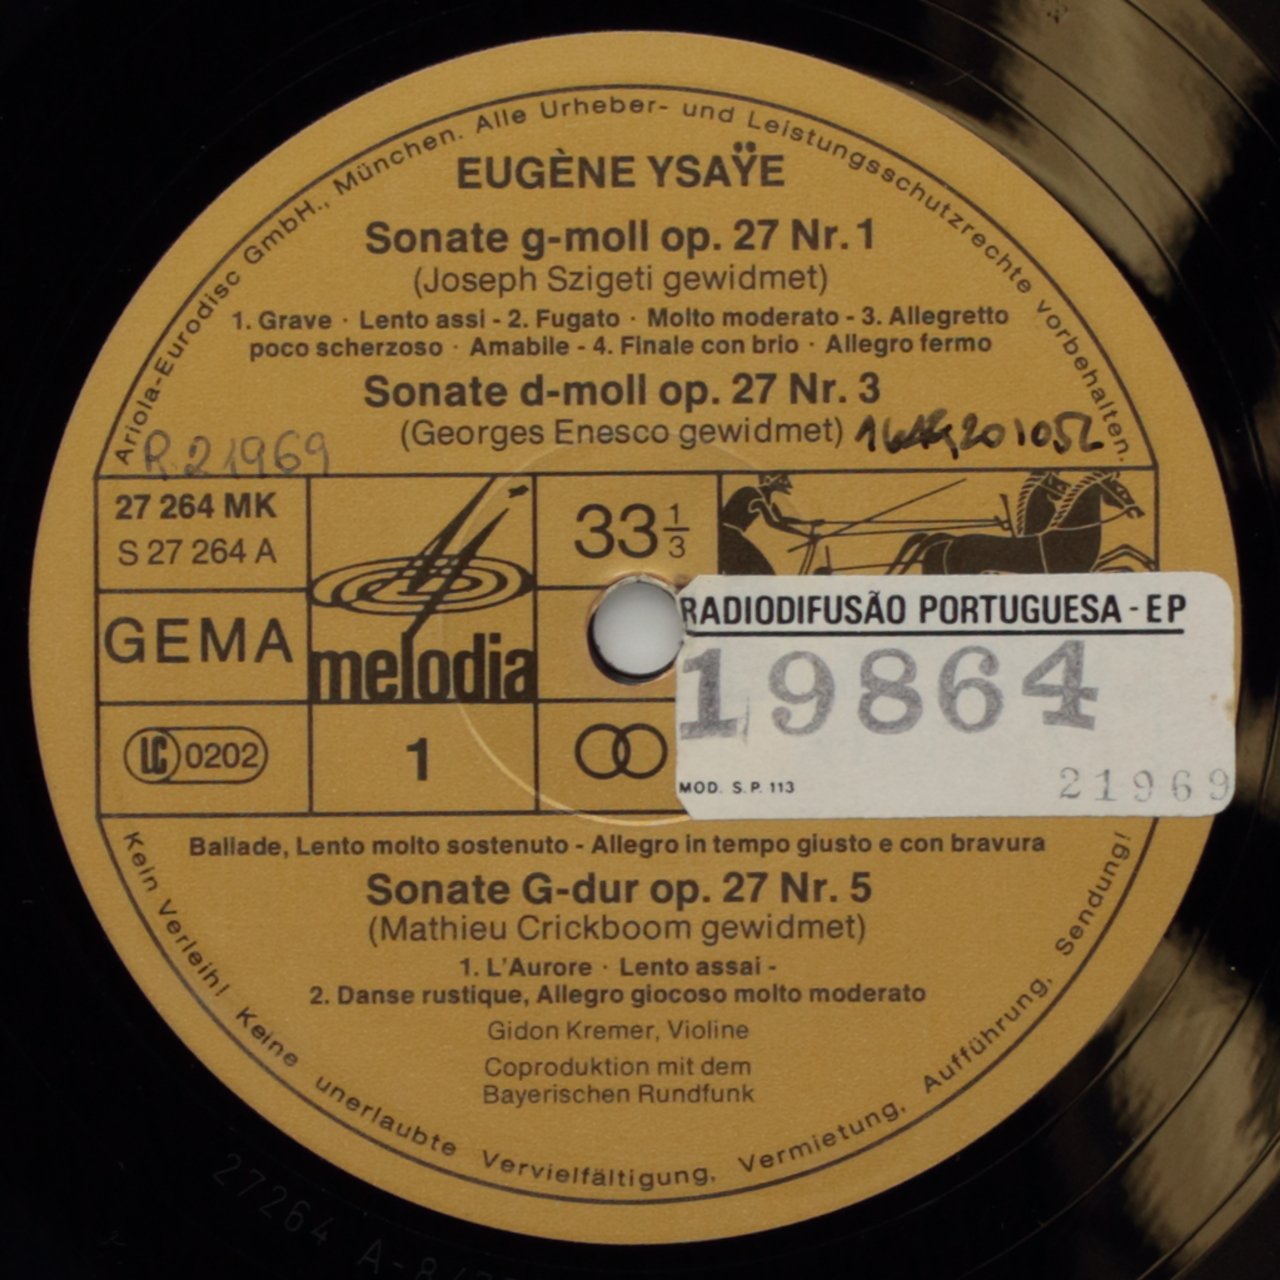 Ariola-Eurodisc GmbH., München. Alle Urheber- und Leistungsschutzrechte vorbehalten.
EUGÈNE YSAŸE
Sonate g-moll op. 27 Nr. 1
(Joseph Szigeti gewidmet)
1. Grave · Lento assi - 2. Fugato · Molto moderato - 3. Allegretto
poco scherzoso · Amabile - 4. Finale con brio · Allegro fermo
Sonate d-moll op. 27 Nr. 3
(Georges Enesco gewidmet)
R.21969
27 264 MK
S 27 264 A
33 1/3
GEMA
melodia
RADIODIFUSÃO PORTUGUESA - EP
19864
LC 0202
1
MOD. S.P. 113
21969
Ballade, Lento molto sostenuto - Allegro in tempo giusto e con bravura
Sonate G-dur op. 27 Nr. 5
(Mathieu Crickboom gewidmet)
1. L'Aurore · Lento assai -
2. Danse rustique, Allegro giocoso molto moderato
Gidon Kremer, Violine
Coproduktion mit dem
Bayerischen Rundfunk
Kein Verleih! Keine unerlaubte Vervielfältigung, Vermietung, Aufführung, Sendung!
27264 A-8